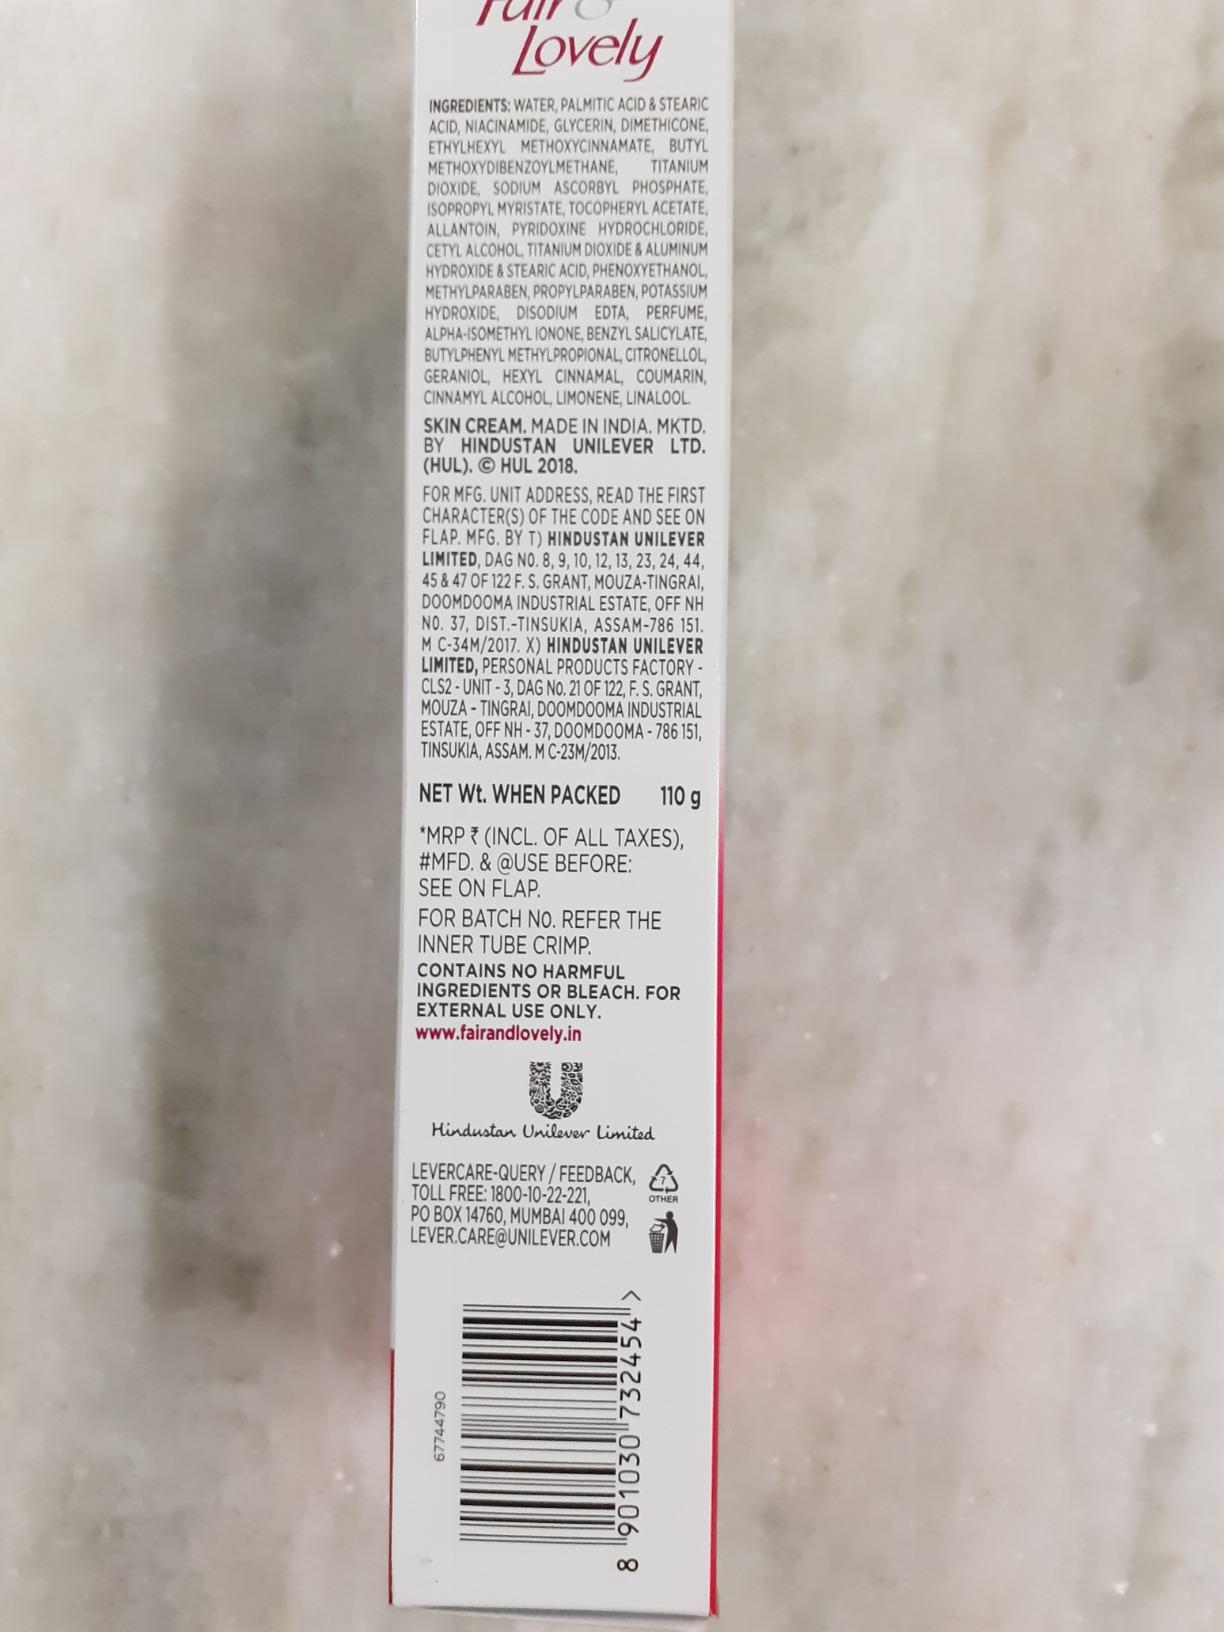 Fair &
Lovely
INGREDIENTS: WATER, PALMITIC ACID & STEARIC
ACID, NIACINAMIDE, GLYCERIN, DIMETHICONE,
ETHYLHEXYL METHOXYCINNAMATE, BUTYL
METHOXYDIBENZOYLMETHANE, TITANIUM
DIOXIDE, SODIUM ASCORBYL PHOSPHATE,
ISOPROPYL MYRISTATE, TOCOPHERYL ACETATE,
ALLANTOIN, PYRIDOXINE HYDROCHLORIDE,
CETYL ALCOHOL, TITANIUM DIOXIDE & ALUMINUM
HYDROXIDE & STEARIC ACID, PHENOXYETHANOL,
METHYLPARABEN, PROPYLPARABEN, POTASSIUM
HYDROXIDE, DISODIUM EDTA, PERFUME,
ALPHA-ISOMETHYL IONONE, BENZYL SALICYLATE,
BUTYLPHENYL METHYLPROPIONAL, CITRONELLOL,
GERANIOL, HEXYL CINNAMAL, COUMARIN,
CINNAMYL ALCOHOL, LIMONENE, LINALOOL.
SKIN CREAM. MADE IN INDIA. MKTD.
BY HINDUSTAN UNILEVER LTD.
(HUL). © HUL 2018.
FOR MFG. UNIT ADDRESS, READ THE FIRST
CHARACTER(S) OF THE CODE AND SEE ON
FLAP. MFG. BY T) HINDUSTAN UNILEVER
LIMITED, DAG NO. 8, 9, 10, 12, 13, 23, 24, 44,
45 & 47 OF 122 F. S. GRANT, MOUZA-TINGRAI,
DOOMDOOMA INDUSTRIAL ESTATE, OFF NH
NO. 37, DIST.-TINSUKIA, ASSAM-786 151.
M C-34M/2017. X) HINDUSTAN UNILEVER
LIMITED, PERSONAL PRODUCTS FACTORY -
CLS2 - UNIT - 3, DAG No. 21 OF 122, F. S. GRANT,
MOUZA - TINGRAI, DOOMDOOMA INDUSTRIAL
ESTATE, OFF NH - 37, DOOMDOOMA - 786 151,
TINSUKIA, ASSAM. M C-23M/2013.
NET Wt. WHEN PACKED 110 g
*MRP ₹ (INCL. OF ALL TAXES),
#MFD. & @USE BEFORE:
SEE ON FLAP.
FOR BATCH No. REFER THE
INNER TUBE CRIMP.
CONTAINS NO HARMFUL
INGREDIENTS OR BLEACH. FOR
EXTERNAL USE ONLY.
www.fairandlovely.in
Hindustan Unilever Limited
LEVERCARE-QUERY / FEEDBACK,
TOLL FREE: 1800-10-22-221,
PO BOX 14760, MUMBAI 400 099,
LEVER.CARE@UNILEVER.COM
7
OTHER
67744790
8 901030 732454 >